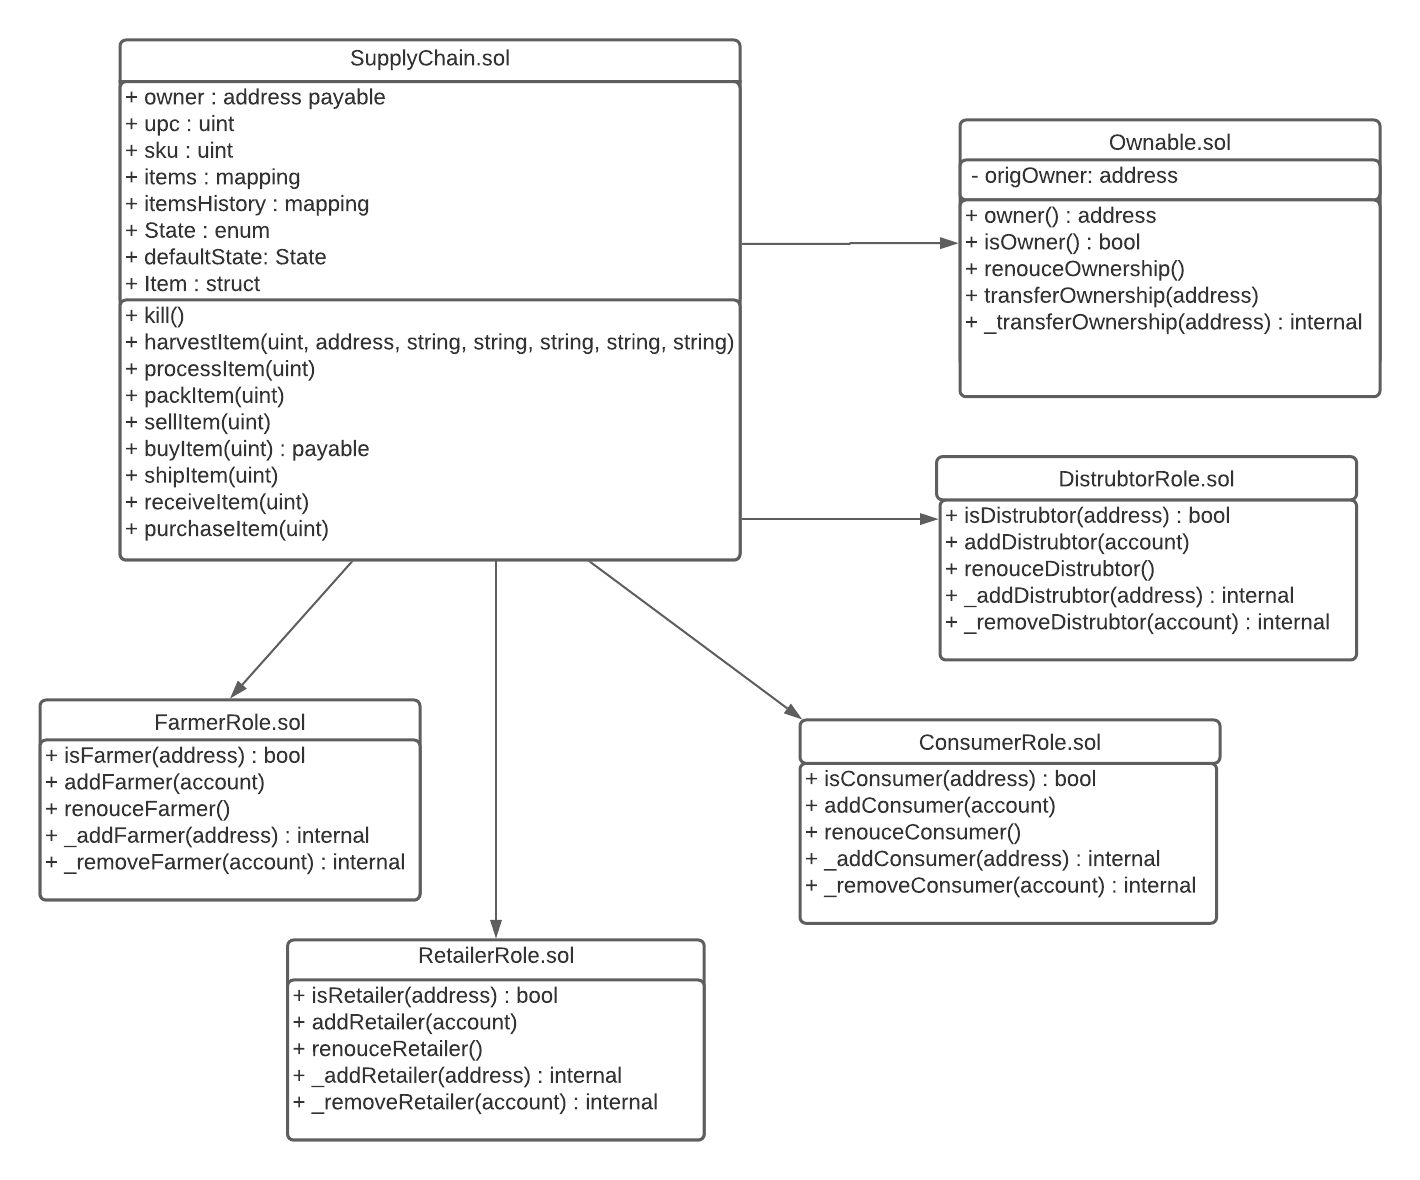 SupplyChain.sol
+ owner : address payable
+ upc : uint
+ sku : uint
+ items : mapping
+ itemsHistory : mapping
+ State : enum
+ defaultState: State
+ Item : struct
+ kill()
+ harvestItem(uint, address, string, string, string, string, string)
+ processItem(uint)
+ packItem(uint)
+ sellItem(uint)
+ buyItem(uint) : payable
+ shipItem(uint)
+ receiveItem(uint)
+ purchaseItem(uint)
Ownable.sol
- origOwner: address
+ owner() : address
+ isOwner() : bool
+ renouceOwnership()
+ transferOwnership(address)
+ _transferOwnership(address) : internal
DistrubtorRole.sol
+ isDistrubtor(address) : bool
+ addDistrubtor(account)
+ renouceDistrubtor()
+ _addDistrubtor(address) : internal
+ _removeDistrubtor(account) : internal
FarmerRole.sol
+ isFarmer(address) : bool
+ addFarmer(account)
+ renouceFarmer()
+ _addFarmer(address) : internal
+ _removeFarmer(account) : internal
ConsumerRole.sol
+ isConsumer(address) : bool
+ addConsumer(account)
+ renouceConsumer()
+ _addConsumer(address) : internal
+ _removeConsumer(account) : internal
RetailerRole.sol
+ isRetailer(address) : bool
+ addRetailer(account)
+ renouceRetailer()
+ _addRetailer(address) : internal
+ _removeRetailer(account) : internal